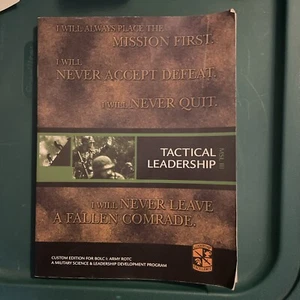 I WILL ALWAYS PLACE THE
MISSION FIRST.
I WILL
NEVER ACCEPT DEFEAT.
I WILL NEVER QUIT.
TACTICAL
LEADERSHIP
I WILL NEVER LEAVE
A FALLEN COMRADE.
CUSTOM EDITION FOR BOLC I: ARMY ROTC
A MILITARY SCIENCE & LEADERSHIP DEVELOPMENT PROGRAM